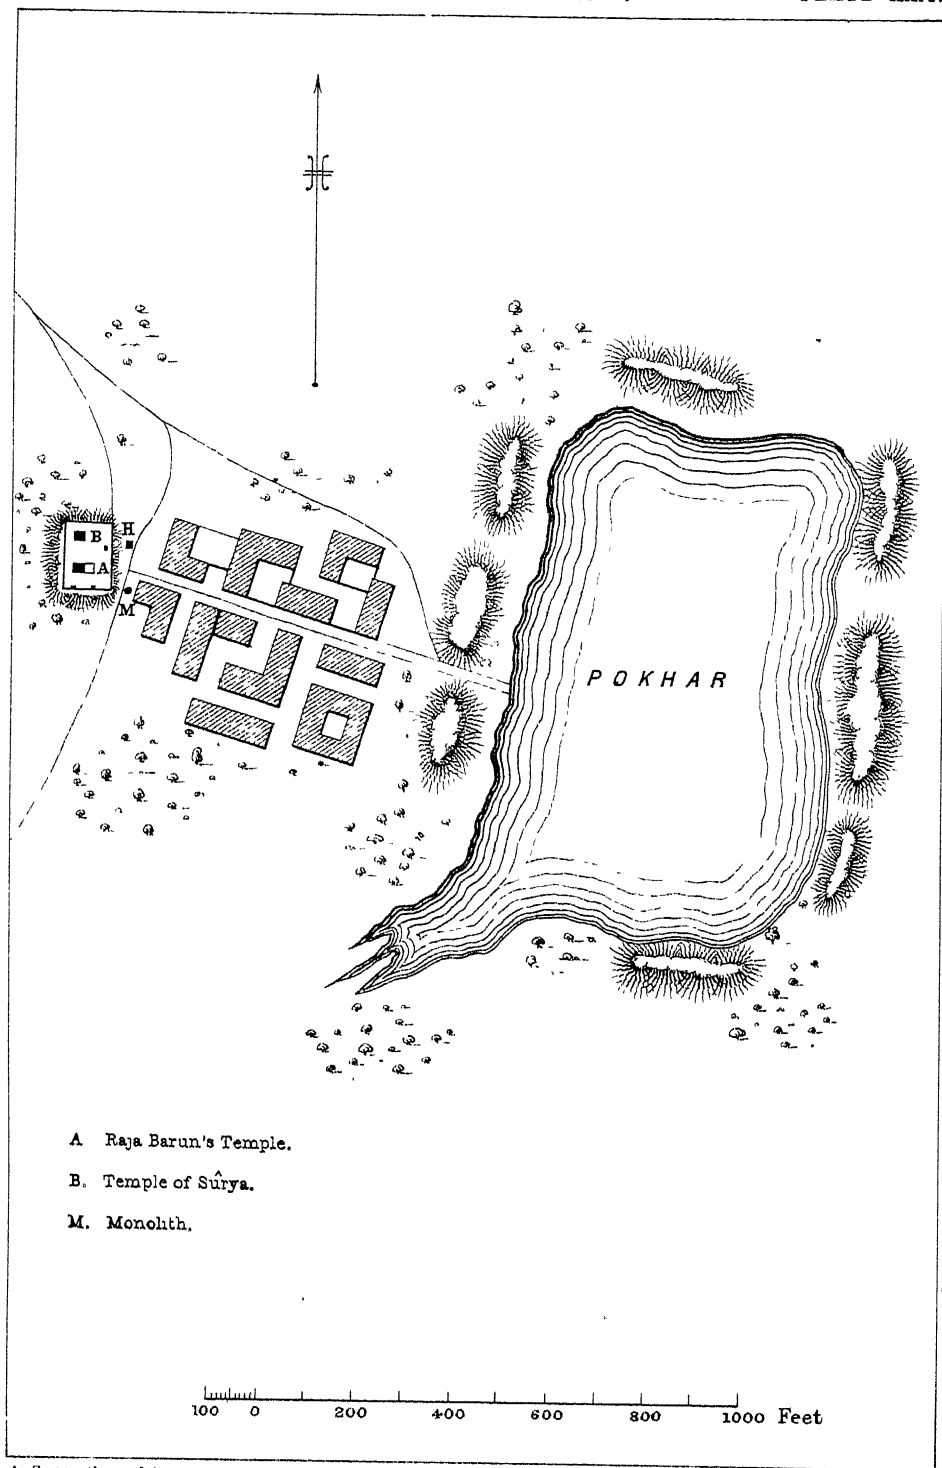 B
H
A
M
POKHAR
A Raja Barun's Temple.
B. Temple of Sûrya.
M. Monolith.
100 0 200 400 600 800 1000 Feet